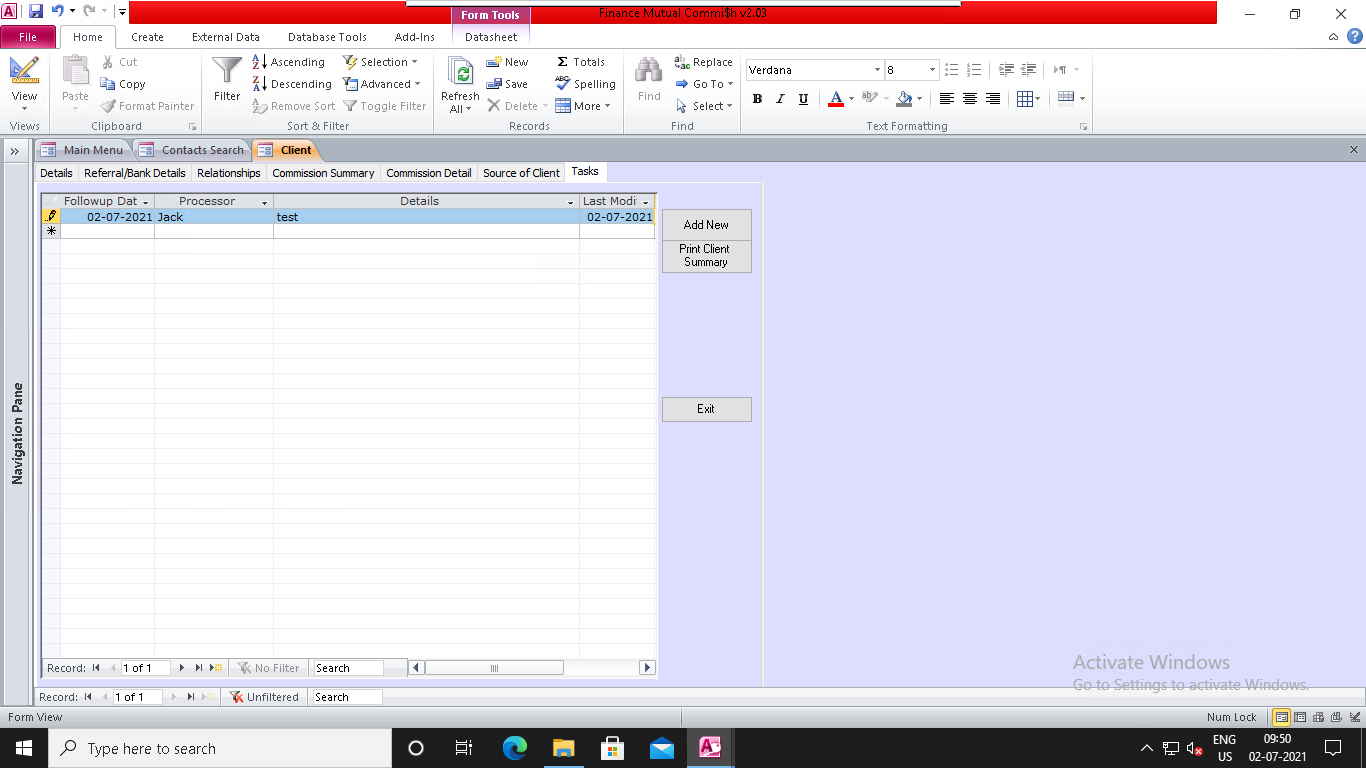 Form Tools
Finance Mutual Commi$h v2.03
File
Home
Create
External Data
Database Tools
Add-Ins
Datasheet
View
Views
Paste
Cut
Copy
Format Painter
Clipboard
Filter
Ascending
Descending
Remove Sort
Selection
Advanced
Toggle Filter
Sort & Filter
Refresh
All
New
Save
Delete
Totals
Spelling
More
Records
Find
Replace
Go To
Select
Find
Verdana
8
B I U
Text Formatting
Main Menu
Contacts Search
Client
Details
Referral/Bank Details
Relationships
Commission Summary
Commission Detail
Source of Client
Tasks
Followup Dat
Processor
Details
Last Modi
02-07-2021
Jack
test
02-07-2021
Add New
Print Client
Summary
Exit
Navigation Pane
Record:
1 of 1
No Filter
Search
Record:
1 of 1
Unfiltered
Search
Activate Windows
Go to Settings to activate Windows.
Form View
Num Lock
Type here to search
ENG
US
09:50
02-07-2021